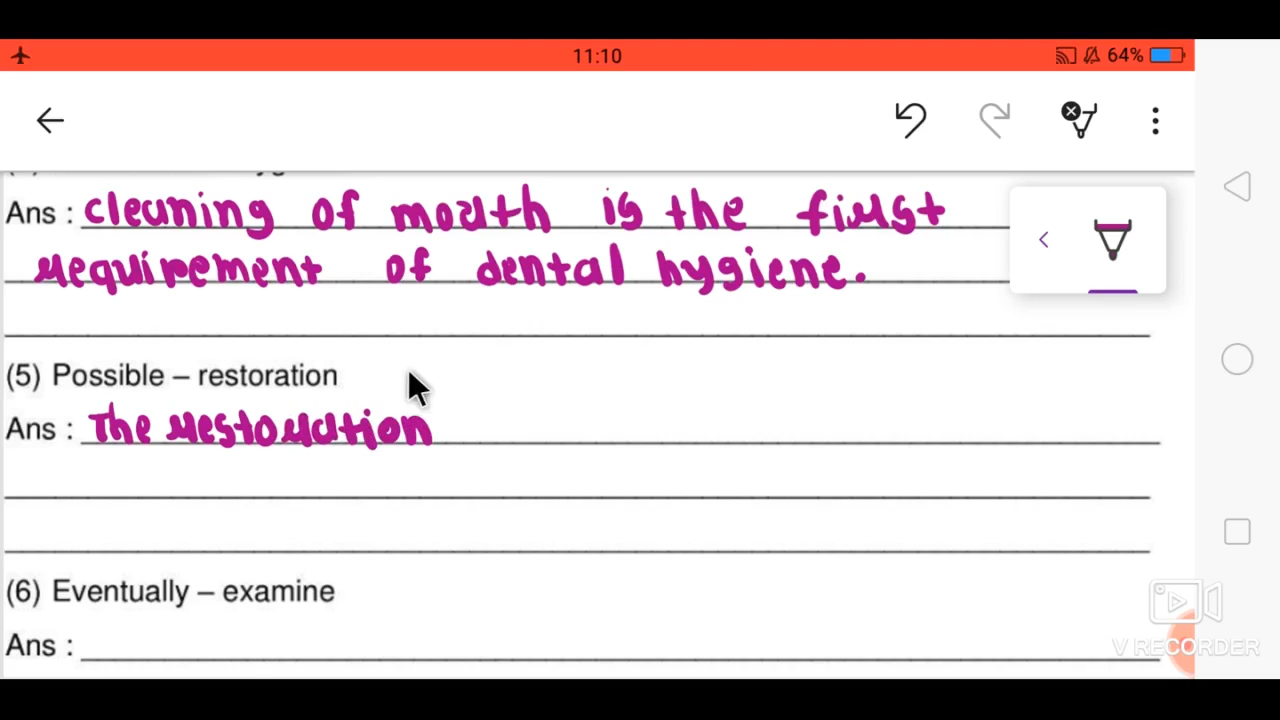 11:10
64%
Ans : cleaning of mouth is the first
requirement of dental hygiene.
(5) Possible – restoration
Ans : The restoration
(6) Eventually – examine
Ans :
V RECORDER